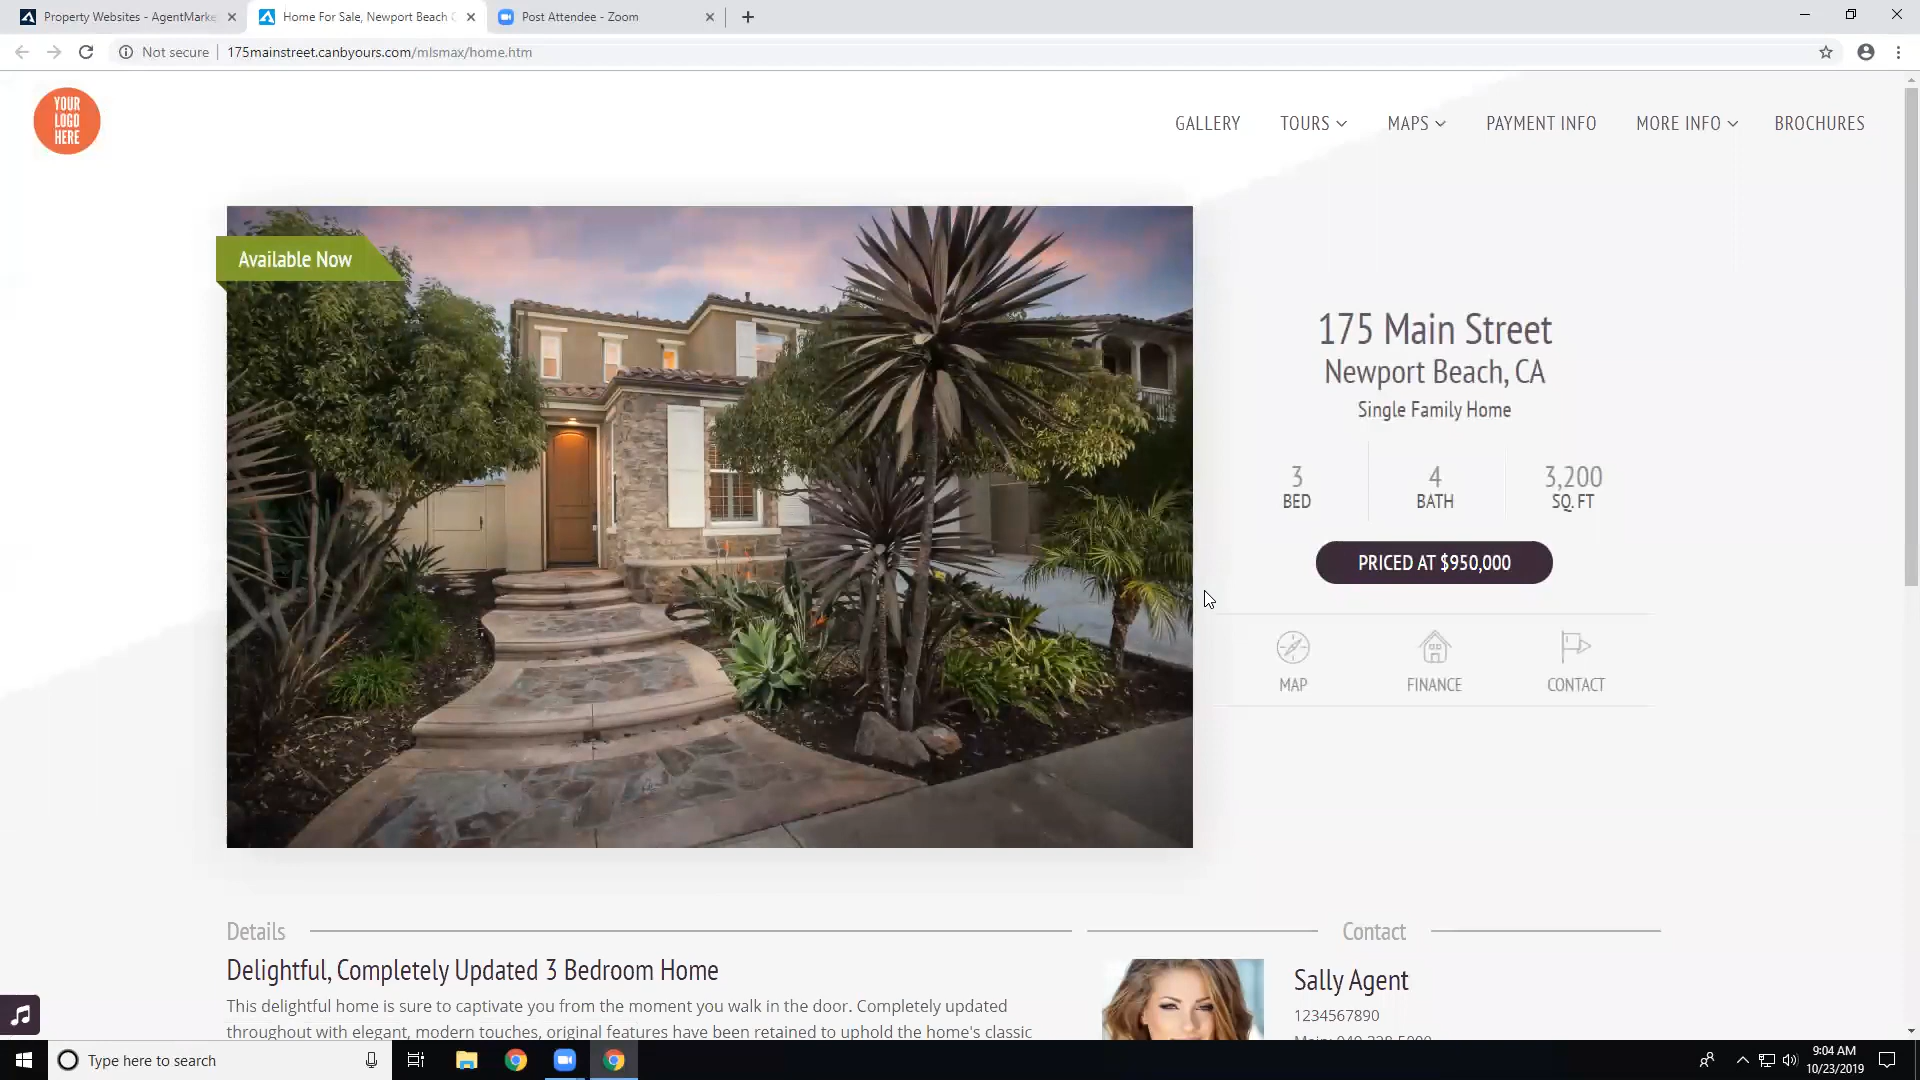 Property Websites - AgentMarke
Home For Sale, Newport Beach C
Post Attendee - Zoom
Not secure
175mainstreet.canbyours.com/mlsmax/home.htm
YOUR
LOGO
HERE
GALLERY
TOURS
MAPS
PAYMENT INFO
MORE INFO
BROCHURES
Available Now
175 Main Street
Newport Beach, CA
Single Family Home
3
BED
4
BATH
3,200
SQ. FT
PRICED AT $950,000
MAP
FINANCE
CONTACT
Details
Delightful, Completely Updated 3 Bedroom Home
This delightful home is sure to captivate you from the moment you walk in the door. Completely updated
throughout with elegant, modern touches, original features have been retained to uphold the home's classic
Contact
Sally Agent
1234567890
Type here to search
9:04 AM
10/23/2019